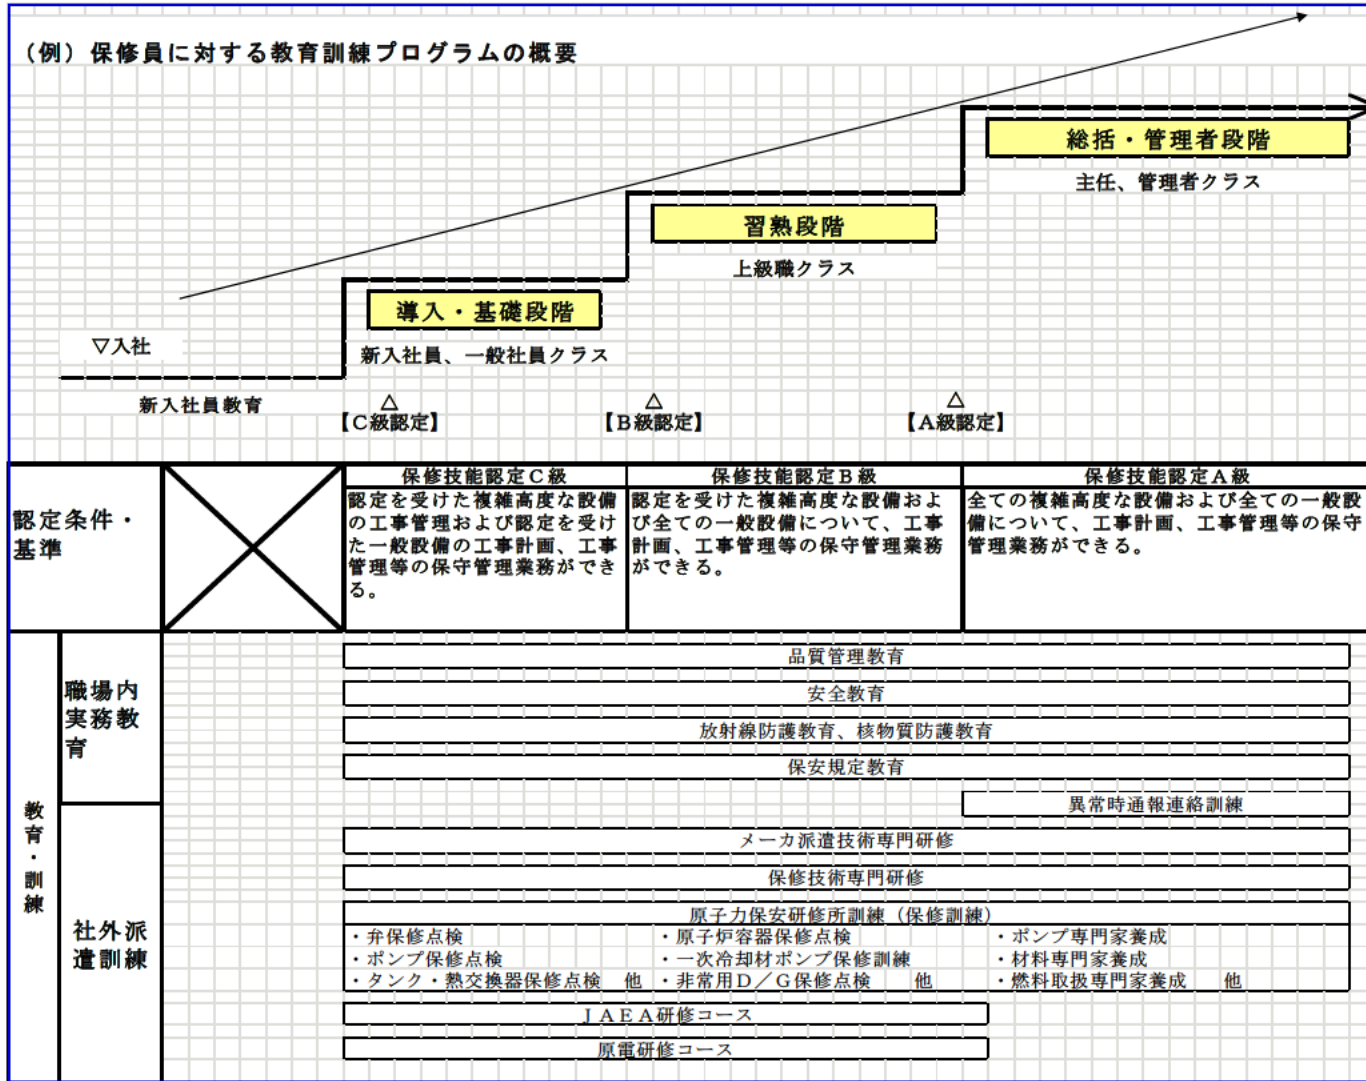 （例）保修員に対する教育訓練プログラムの概要
総括・管理者段階
主任、管理者クラス
習熟段階
上級職クラス
導入・基礎段階
新入社員、一般社員クラス
▽入社
新入社員教育
△
【C級認定】
△
【B級認定】
△
【A級認定】
認定条件・
基準
保修技能認定C級
認定を受けた複雑高度な設備
の工事管理および認定を受け
た一般設備の工事計画、工事
管理等の保守管理業務ができ
る。
保修技能認定B級
認定を受けた複雑高度な設備およ
び全ての一般設備について、工事
計画、工事管理等の保守管理業務
ができる。
保修技能認定A級
全ての複雑高度な設備および全ての一般設
備について、工事計画、工事管理等の保守
管理業務ができる。
教育・訓練
職場内
実務教
育
品質管理教育
安全教育
放射線防護教育、核物質防護教育
保安規定教育
異常時通報連絡訓練
社外派
遣訓練
メーカ派遣技術専門研修
保修技術専門研修
原子力保安研修所訓練（保修訓練）
・弁保修点検
・ポンプ保修点検
・タンク・熱交換器保修点検　他
・原子炉容器保修点検
・一次冷却材ポンプ保修訓練
・非常用D／G保修点検　他
・ポンプ専門家養成
・材料専門家養成
・燃料取扱専門家養成　他
JAEA研修コース
原電研修コース